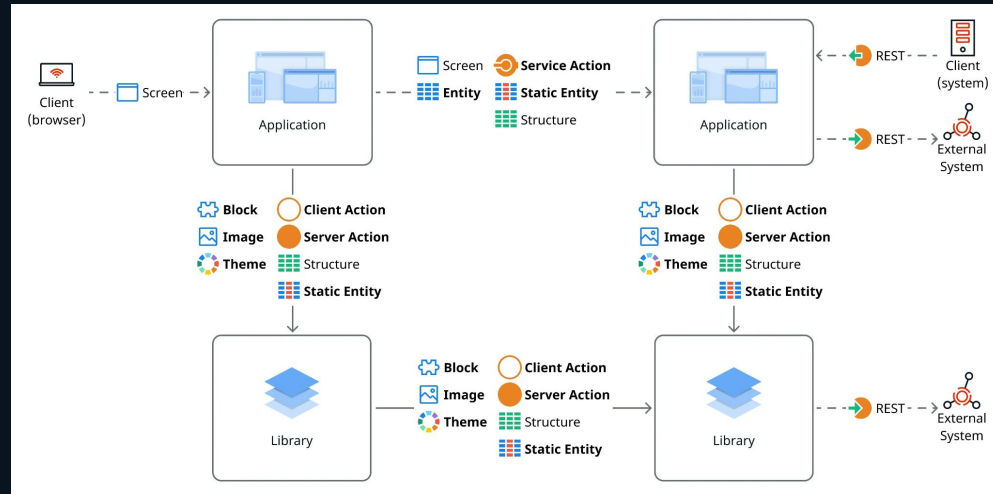 Client
(browser)
Screen
Application
Screen
Entity
Service Action
Static Entity
Structure
Application
REST
Client
(system)
REST
External
System
Block
Image
Theme
Client Action
Server Action
Structure
Static Entity
Block
Image
Theme
Client Action
Server Action
Structure
Static Entity
Library
Block
Image
Theme
Client Action
Server Action
Structure
Static Entity
Library
REST
External
System